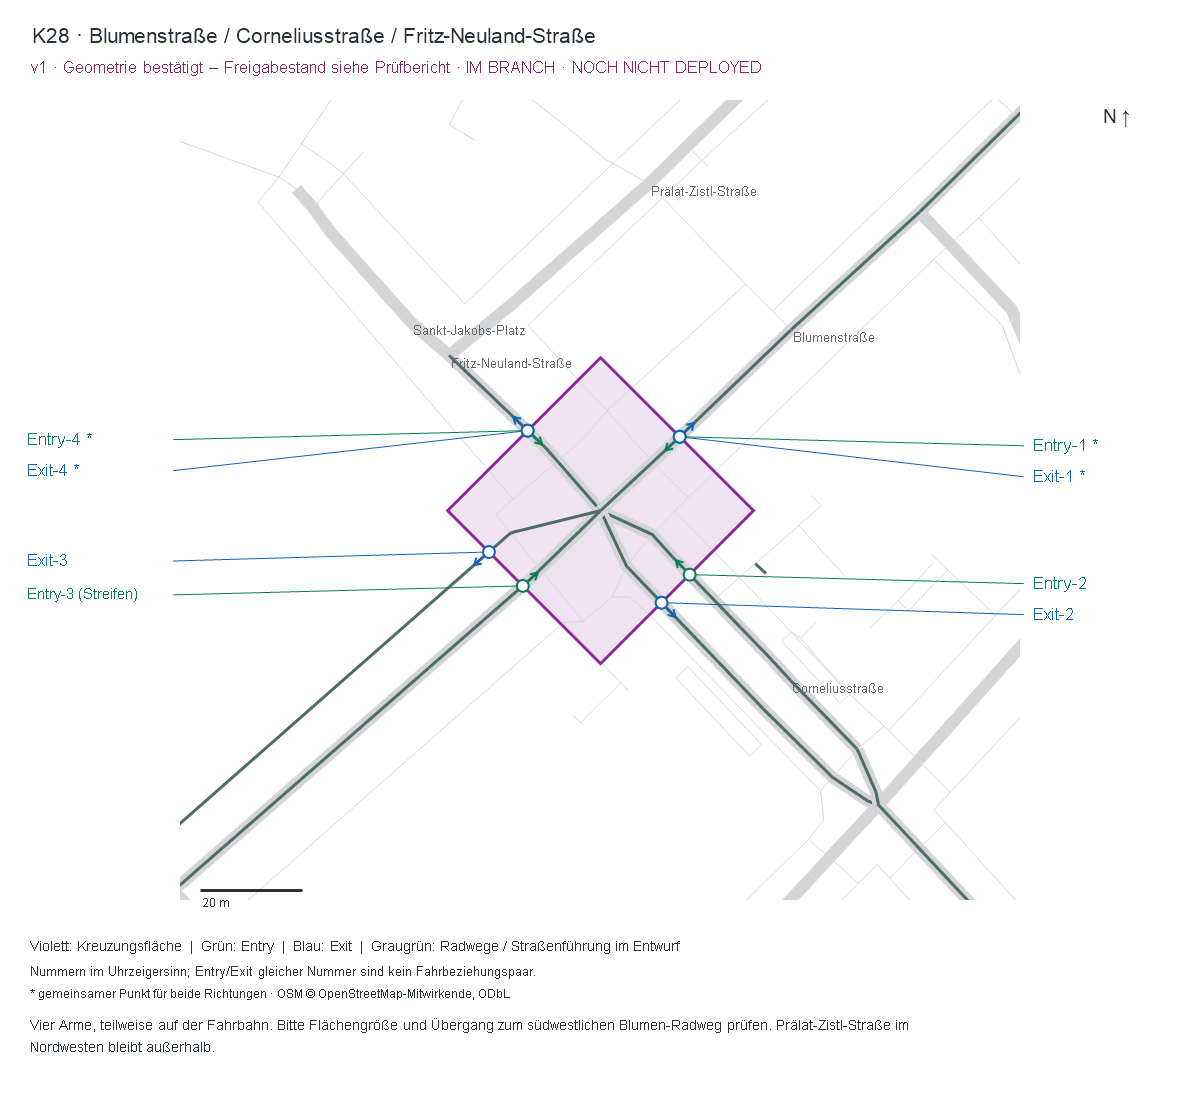 K28 · Blumenstraße / Corneliusstraße / Fritz-Neuland-Straße
v1 · Geometrie bestätigt – Freigabestand siehe Prüfbericht · IM BRANCH · NOCH NICHT DEPLOYED
N ↑
Prälat-Zistl-Straße
Sankt-Jakobs-Platz
Blumenstraße
Fritz-Neuland-Straße
Entry-4 *
Entry-1 *
Exit-4 *
Exit-1 *
Exit-3
Entry-2
Entry-3 (Streifen)
Exit-2
Corneliusstraße
20 m
Violett: Kreuzungsfläche | Grün: Entry | Blau: Exit | Graugrün: Radwege / Straßenführung im Entwurf
Nummern im Uhrzeigersinn; Entry/Exit gleicher Nummer sind kein Fahrbeziehungspaar.
* gemeinsamer Punkt für beide Richtungen · OSM © OpenStreetMap-Mitwirkende, ODbL
Vier Arme, teilweise auf der Fahrbahn. Bitte Flächengröße und Übergang zum südwestlichen Blumen-Radweg prüfen. Prälat-Zistl-Straße im
Nordwesten bleibt außerhalb.